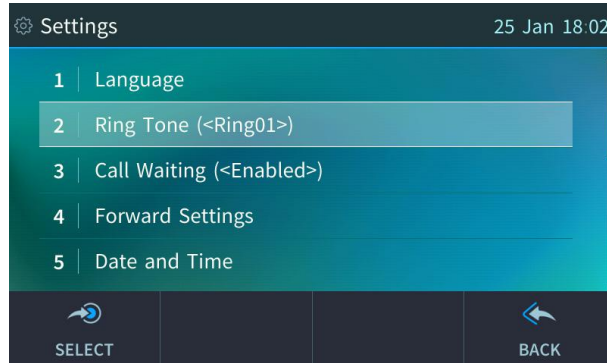 Settings 25 Jan 18:02
1 Language
2 Ring Tone (<Ring01>)
3 Call Waiting (<Enabled>)
4 Forward Settings
5 Date and Time
SELECT BACK